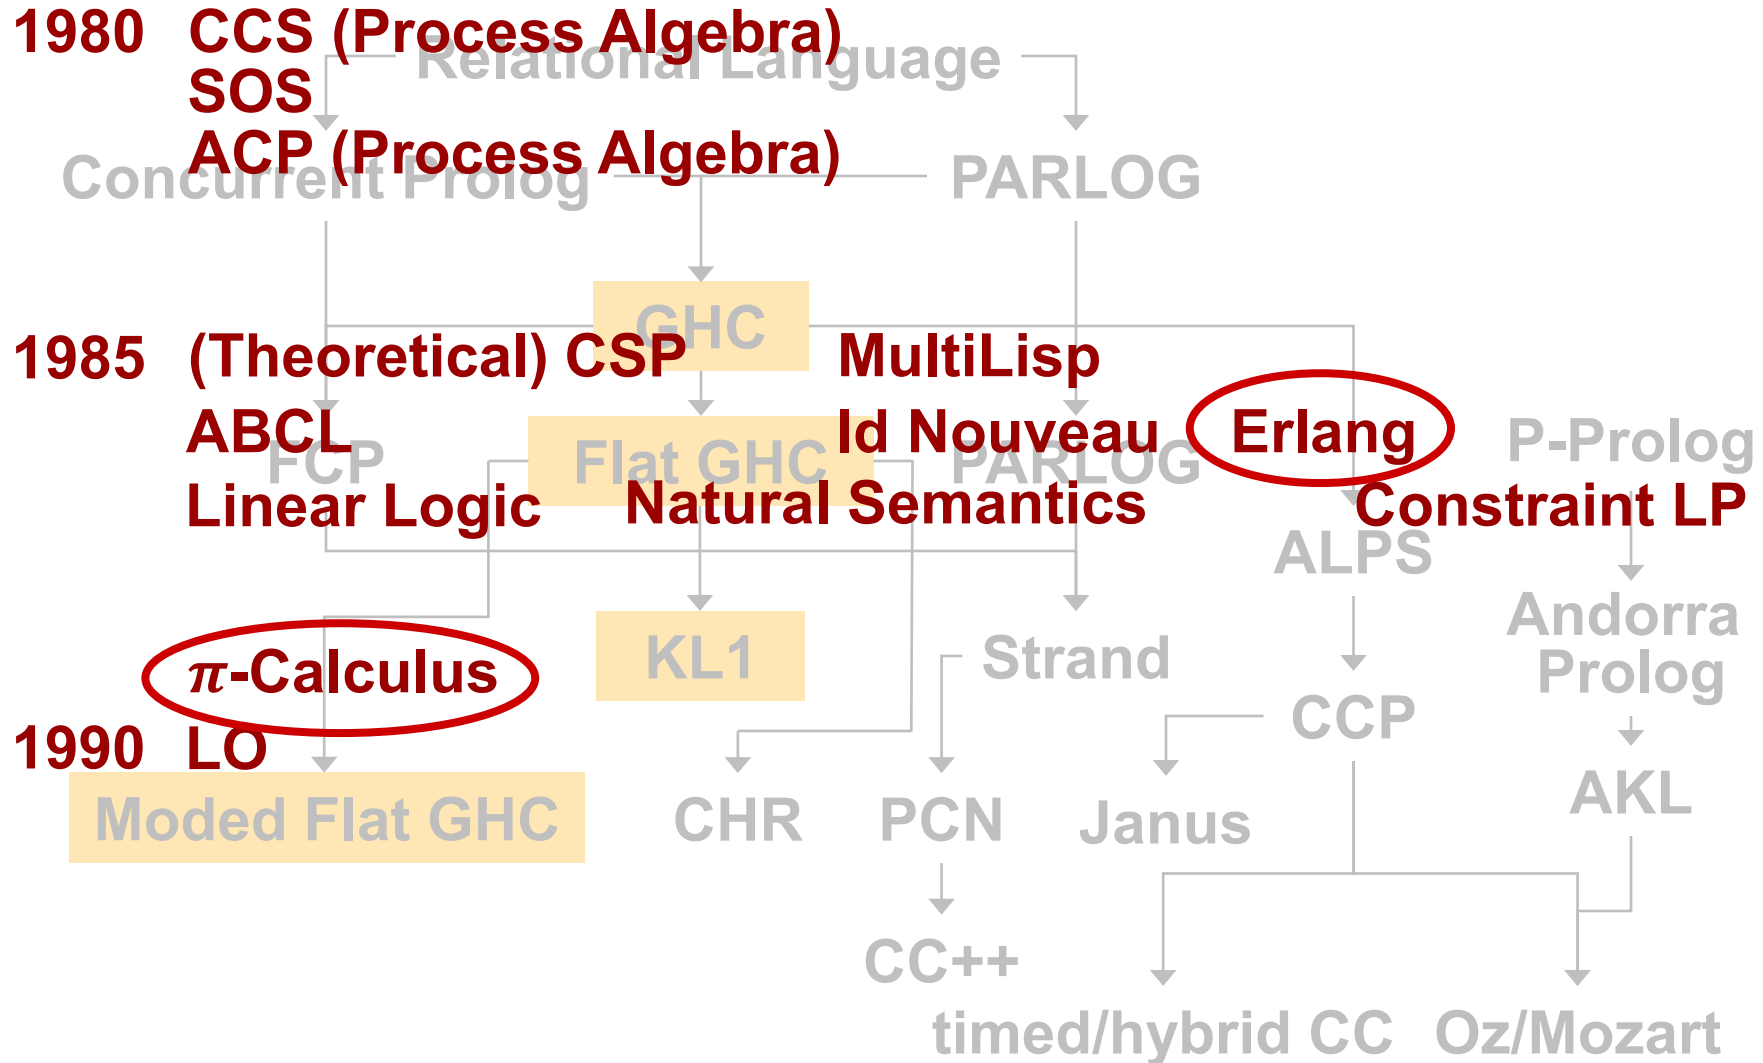 1980 CCS (Process Algebra)
Relational Language
SOS
ACP (Process Algebra)
Concurrent Prolog PARLOG
GHC
1985 (Theoretical) CSP MultiLisp
ABCL Id Nouveau Erlang
P-Prolog
FCP Flat GHC PARLOG
Linear Logic Natural Semantics Constraint LP
ALPS
Andorra
Prolog
π-Calculus KL1 Strand
CCP
1990 LO
Moded Flat GHC CHR PCN Janus AKL
CC++
timed/hybrid CC Oz/Mozart